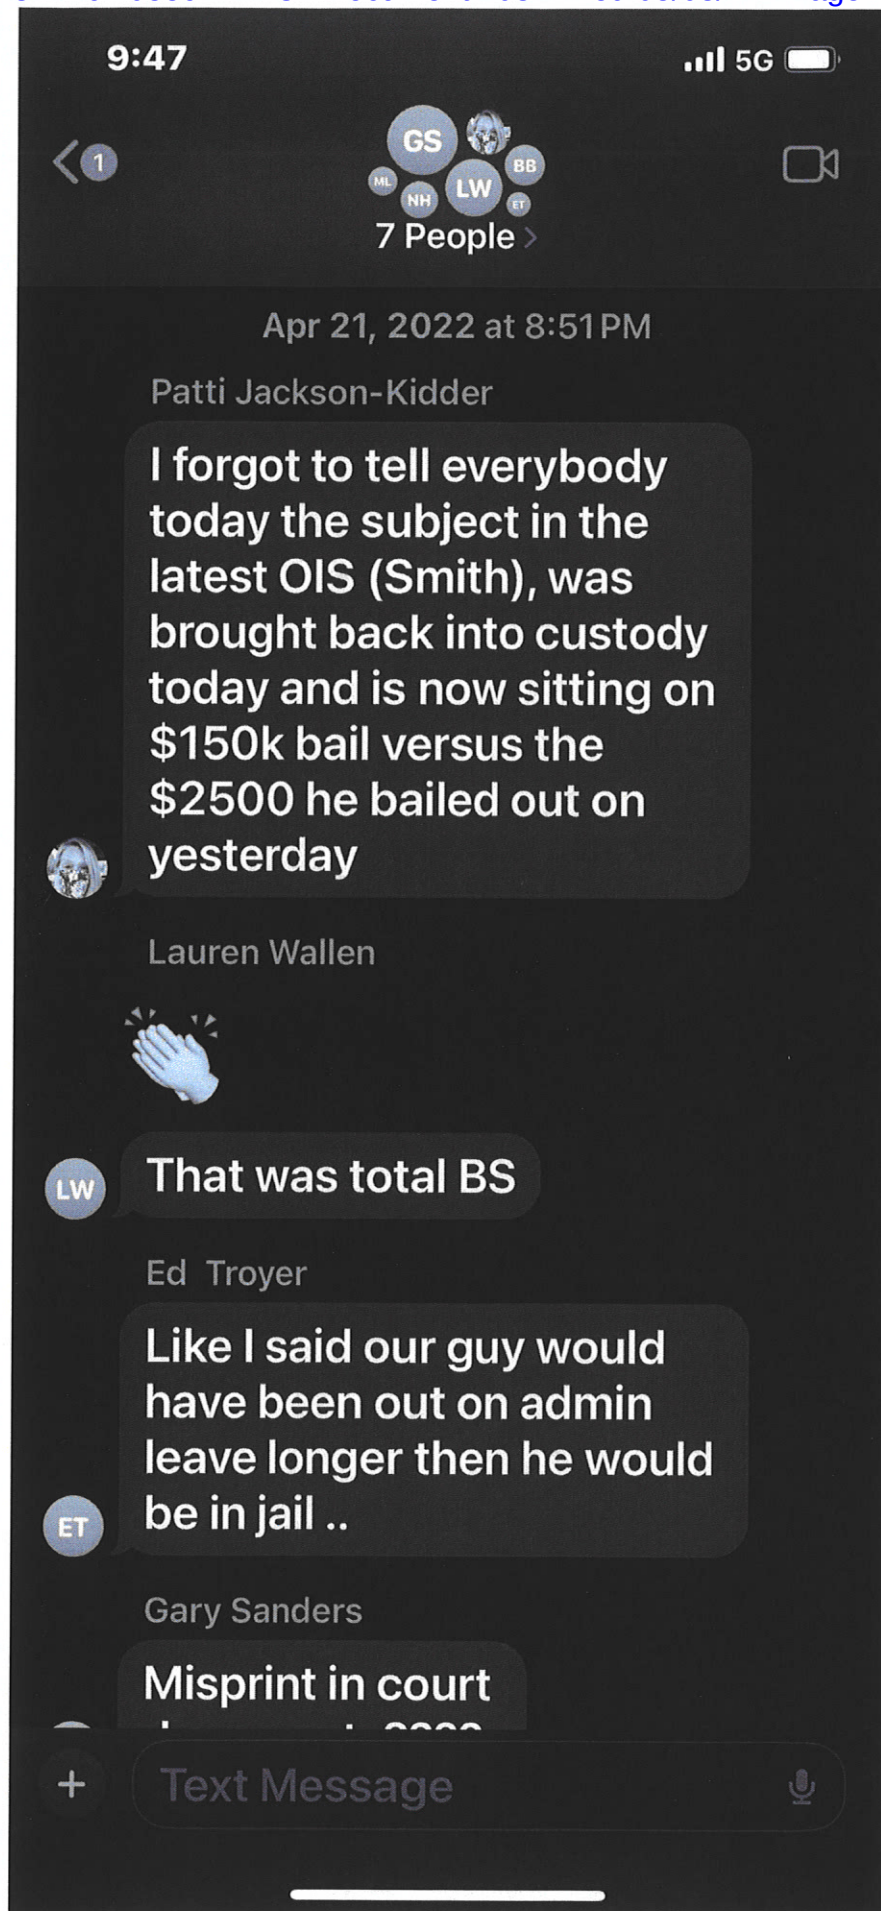 9:47
5G
1
GS
BB
ML
NH
LW
ET
7 People
Apr 21, 2022 at 8:51PM
Patti Jackson-Kidder
I forgot to tell everybody
today the subject in the
latest OIS (Smith), was
brought back into custody
today and is now sitting on
$150k bail versus the
$2500 he bailed out on
yesterday
Lauren Wallen
That was total BS
LW
Ed Troyer
Like I said our guy would
have been out on admin
leave longer then he would
be in jail ..
ET
Gary Sanders
Misprint in court
Text Message